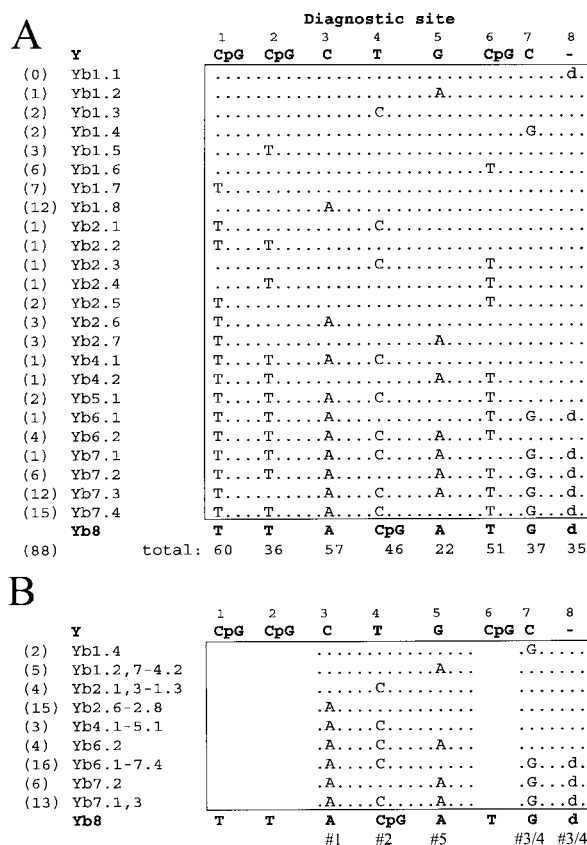 A
Diagnostic site
1 2 3 4 5 6 7 8
Y CpG CpG C T G CpG C -
(0) Yb1.1 ...................................d.
(1) Yb1.2 ......................A..............
(2) Yb1.3 ................C....................
(2) Yb1.4 ...............................G.....
(3) Yb1.5 .....T...............................
(6) Yb1.6 ...........................T.........
(7) Yb1.7 T....................................
(12) Yb1.8 ...........A.........................
(1) Yb2.1 T...............C....................
(1) Yb2.2 T....T...............................
(1) Yb2.3 ................C..........T.........
(1) Yb2.4 .....T.....................T.........
(2) Yb2.5 T..........................T.........
(3) Yb2.6 T..........A.........................
(3) Yb2.7 T.....................A..............
(1) Yb4.1 T....T.....A....C....................
(1) Yb4.2 T....T................A....T.........
(2) Yb5.1 T....T.....A....C..........T.........
(1) Yb6.1 T....T.....A...............T...G...d.
(4) Yb6.2 T....T.....A....C.....A....T.........
(1) Yb7.1 T....T.....A....C.....A........G...d.
(6) Yb7.2 T....T.....A..........A....T...G...d.
(12) Yb7.3 T..........A....C.....A....T...G...d.
(15) Yb7.4 T....T.....A....C..........T...G...d.
Yb8 T T A CpG A T G d
(88) total: 60 36 57 46 22 51 37 35
B
1 2 3 4 5 6 7 8
Y CpG CpG C T G CpG C -
(2) Yb1.4 ................ .G.....
(5) Yb1.2,7-4.2 ............A... .......
(4) Yb2.1,3-1.3 ......C......... .......
(15) Yb2.6-2.8 .A.............. .......
(3) Yb4.1-5.1 .A....C......... .......
(4) Yb6.2 .A....C.....A... .......
(16) Yb6.1-7.4 .A....C......... .G...d.
(6) Yb7.2 .A..........A... .G...d.
(13) Yb7.1,3 .A....C.....A... .G...d.
Yb8 T T A CpG A T G d
#1 #2 #5 #3/4 #3/4